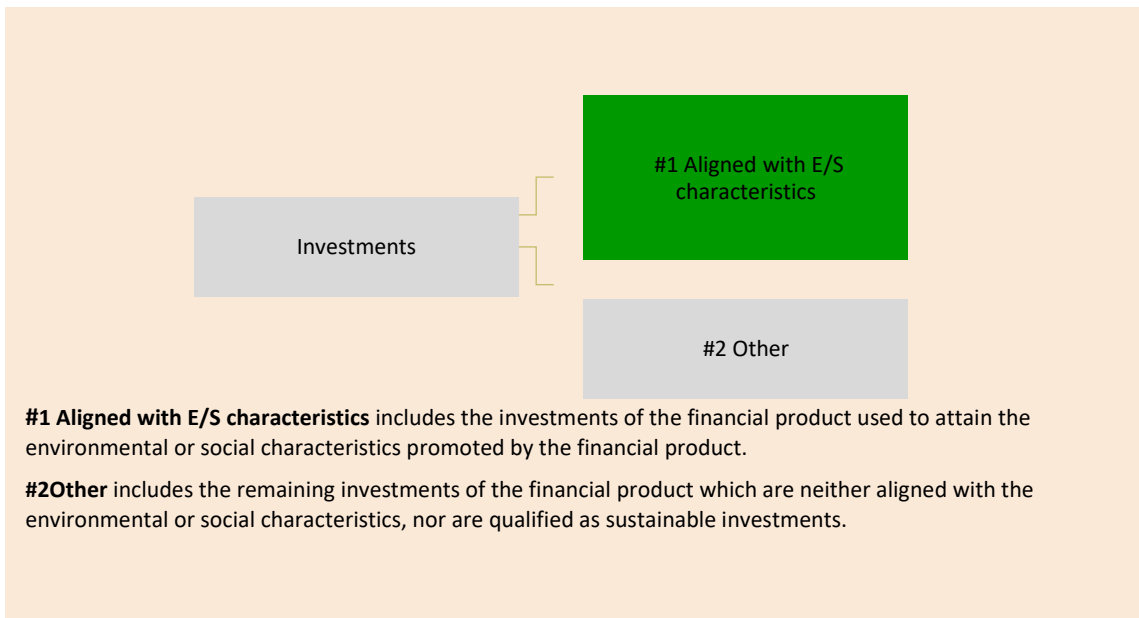 #1 Aligned with E/S
characteristics
Investments
#2 Other
#1 Aligned with E/S characteristics includes the investments of the financial product used to attain the
environmental or social characteristics promoted by the financial product.
#2Other includes the remaining investments of the financial product which are neither aligned with the
environmental or social characteristics, nor are qualified as sustainable investments.